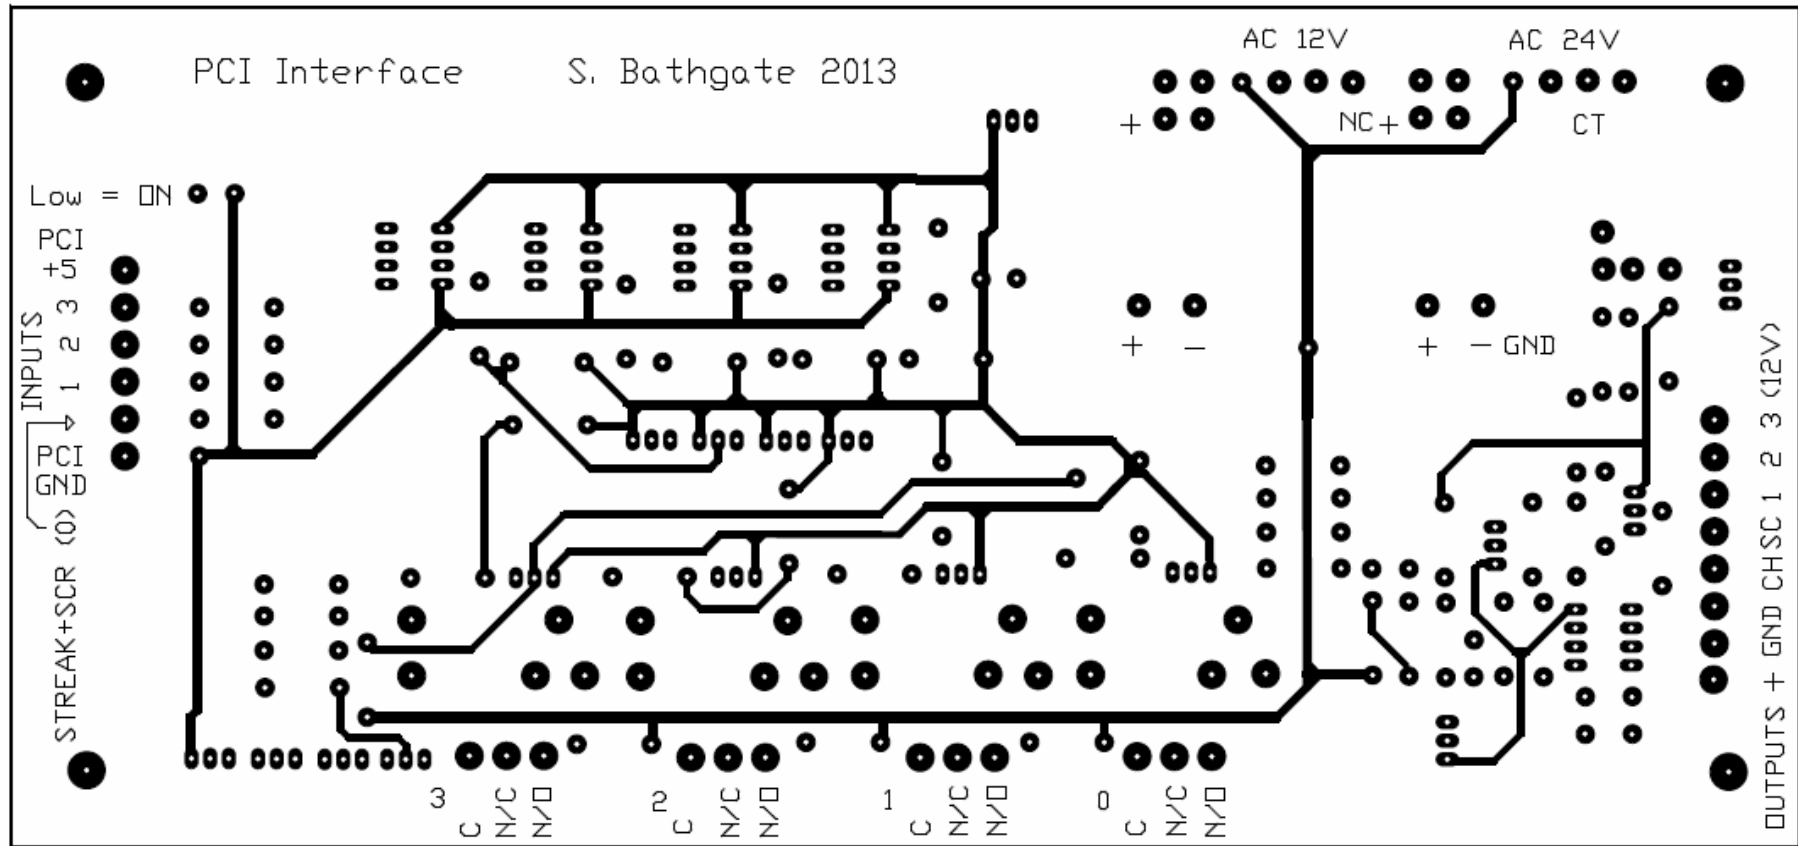 PCI Interface S. Bathgate 2013
AC 12V
AC 24V
+
NC +
CT
Low = ON
PCI
+5
3
2
1
INPUTS
PCI
GND
STREAK+SCR (0)
+ -
+ - GND
OUTPUTS + GND CHSC 1 2 3 (12V)
3 C N/C N/O
2 C N/C N/O
1 C N/C N/O
0 C N/C N/O